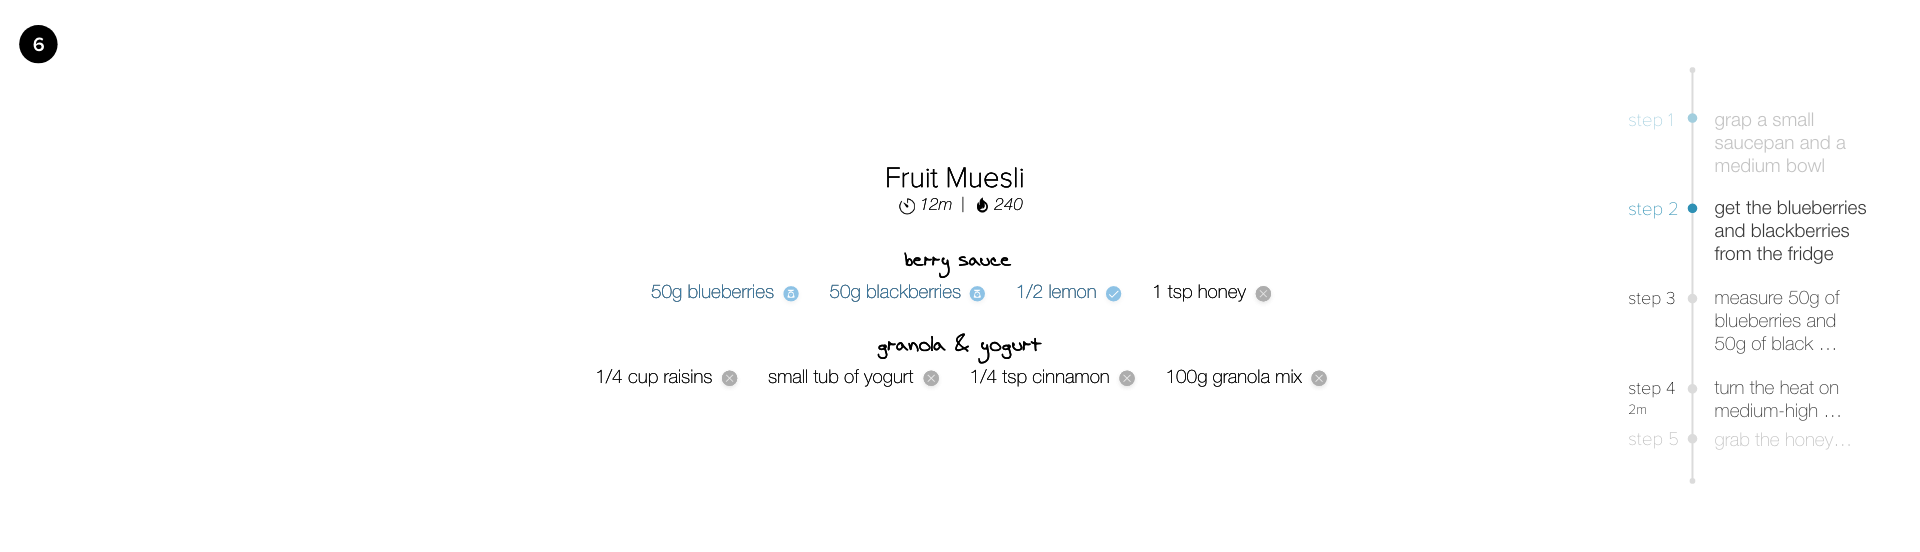 6
Fruit Muesli
12m | 240
berry sauce
50g blueberries 50g blackberries 1/2 lemon 1 tsp honey
granola & yogurt
1/4 cup raisins small tub of yogurt 1/4 tsp cinnamon 100g granola mix
step 1
grap a small
saucepan and a
medium bowl
step 2
get the blueberries
and blackberries
from the fridge
step 3
measure 50g of
blueberries and
50g of black ...
step 4
2m
turn the heat on
medium-high ...
step 5
grab the honey...